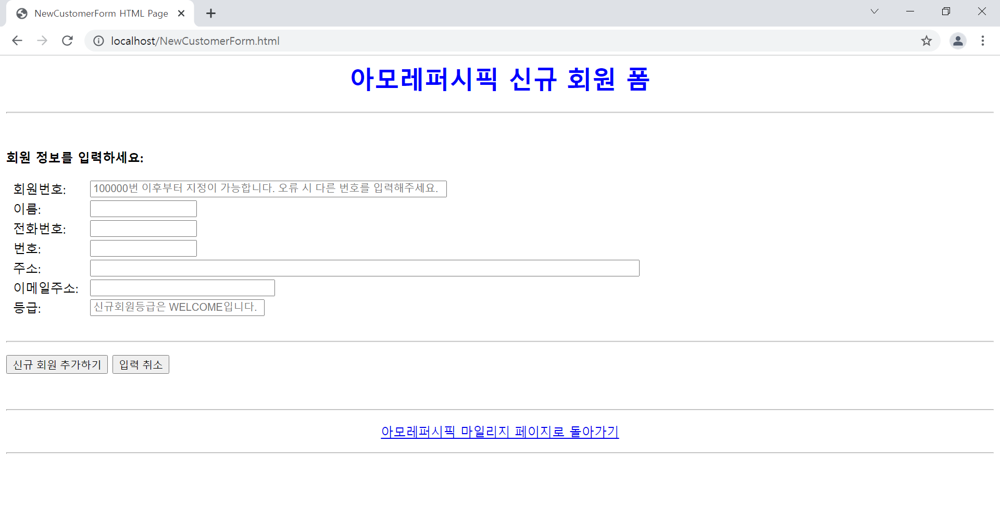 NewCustomerForm HTML Page
localhost/NewCustomerForm.html
아모레퍼시픽 신규 회원 폼
회원 정보를 입력하세요:
회원번호: 100000번 이후부터 지정이 가능합니다. 오류 시 다른 번호를 입력해주세요.
이름:
전화번호:
번호:
주소:
이메일주소:
등급: 신규회원등급은 WELCOME입니다.
신규 회원 추가하기 입력 취소
아모레퍼시픽 마일리지 페이지로 돌아가기